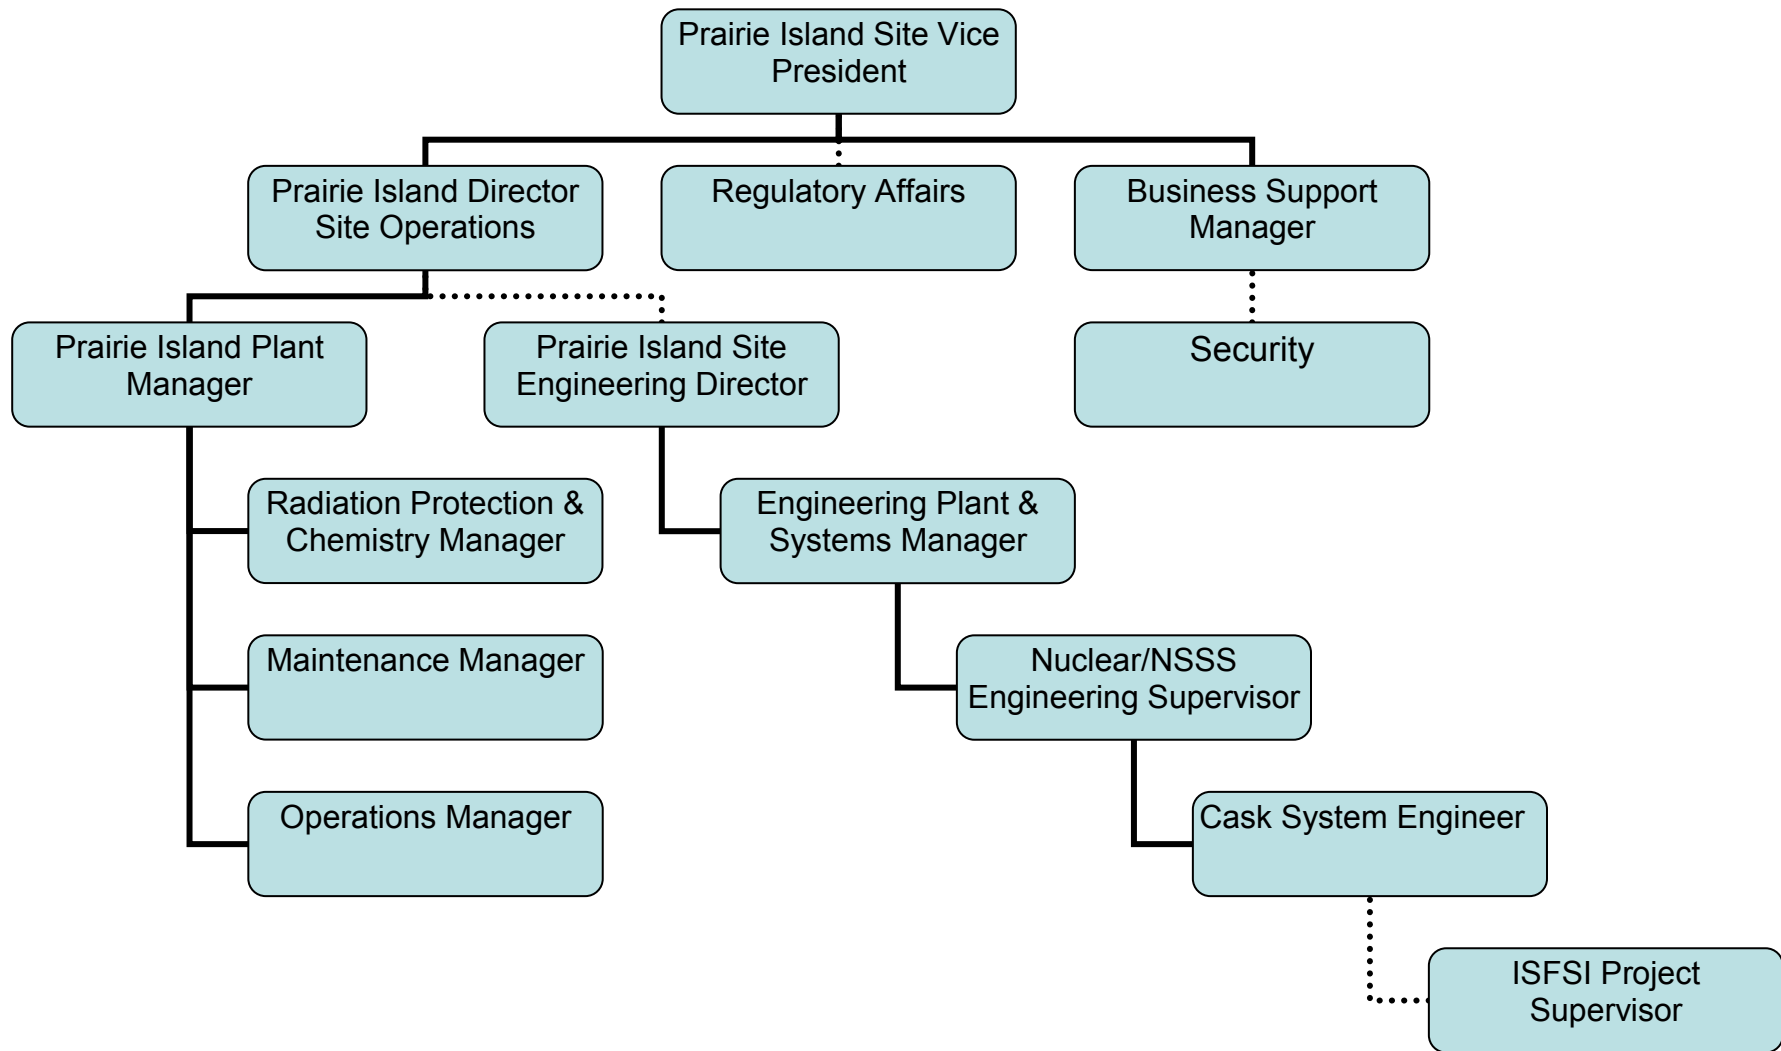 Prairie Island Site Vice
President
Prairie Island Director
Site Operations
Regulatory Affairs
Business Support
Manager
Prairie Island Plant
Manager
Prairie Island Site
Engineering Director
Security
Radiation Protection &
Chemistry Manager
Engineering Plant &
Systems Manager
Maintenance Manager
Nuclear/NSSS
Engineering Supervisor
Operations Manager
Cask System Engineer
ISFSI Project
Supervisor